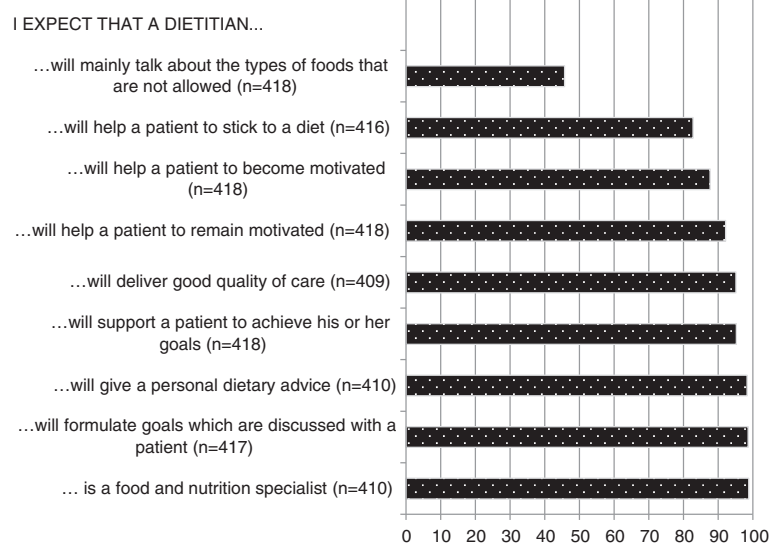 I EXPECT THAT A DIETITIAN...
…will mainly talk about the types of foods that
are not allowed (n=418)
…will help a patient to stick to a diet (n=416)
…will help a patient to become motivated
(n=418)
…will help a patient to remain motivated (n=418)
…will deliver good quality of care (n=409)
…will support a patient to achieve his or her
goals (n=418)
…will give a personal dietary advice (n=410)
…will formulate goals which are discussed with a
patient (n=417)
… is a food and nutrition specialist (n=410)
0 10 20 30 40 50 60 70 80 90 100